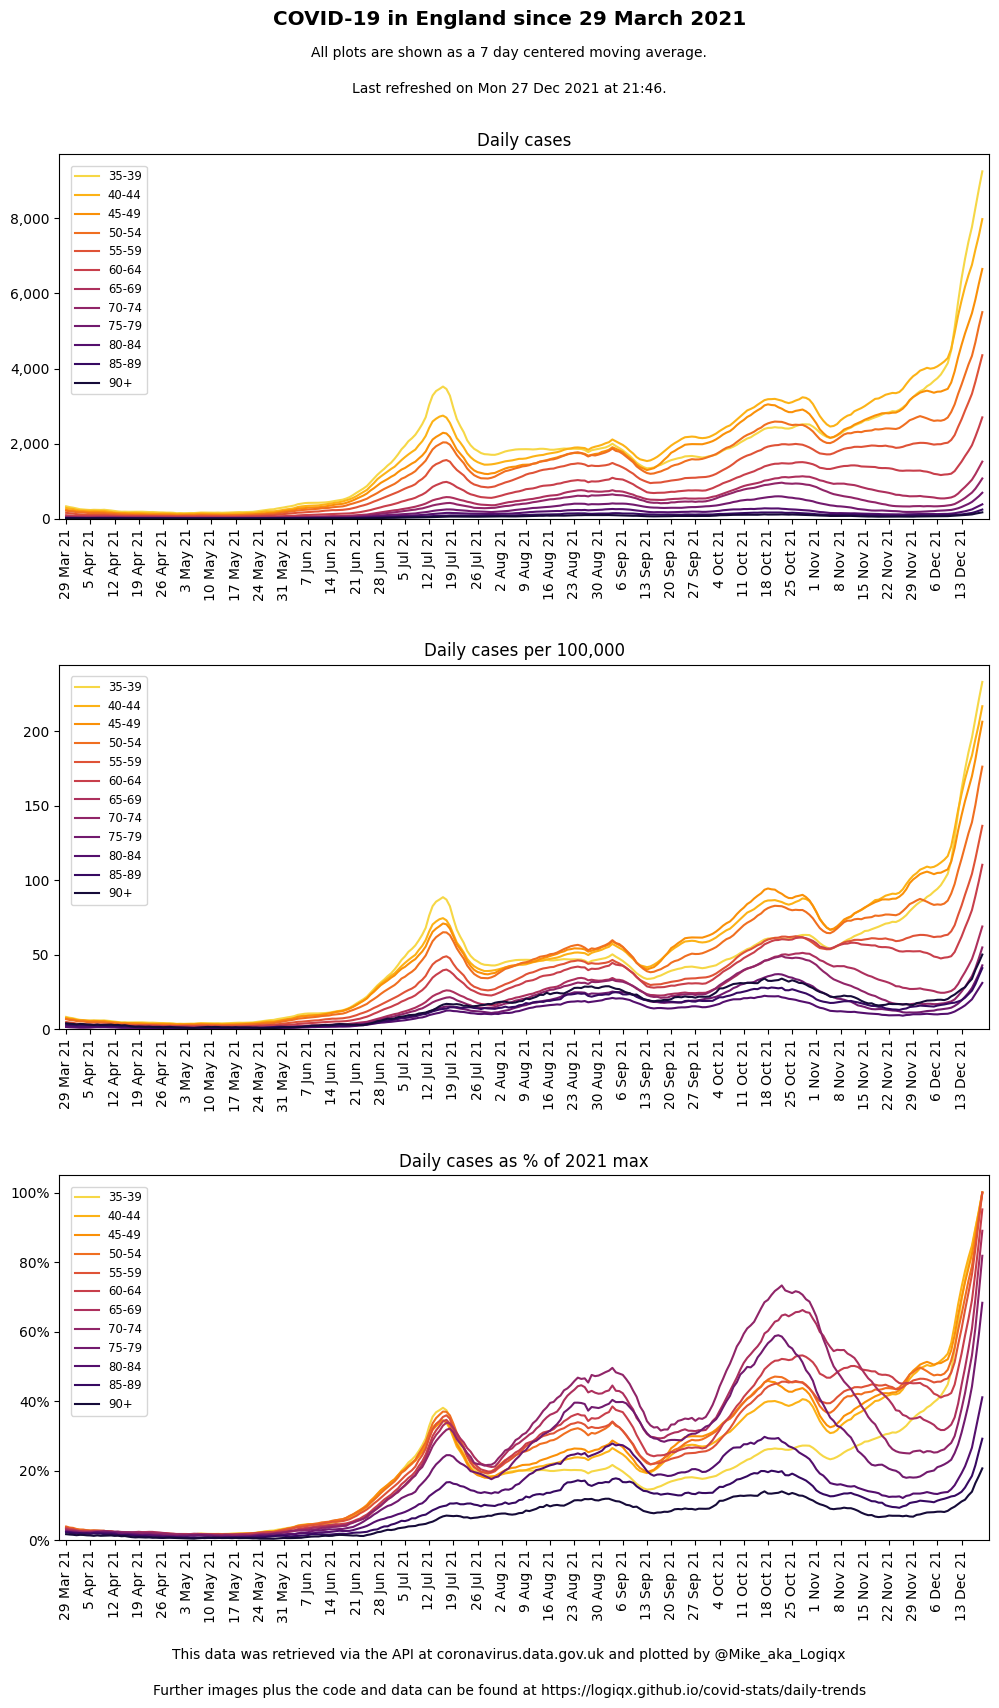 COVID-19 in England since 29 March 2021
All plots are shown as a 7 day centered moving average.
Last refreshed on Mon 27 Dec 2021 at 21:46.
Daily cases
35-39
40-44
45-49
50-54
55-59
60-64
65-69
70-74
75-79
80-84
85-89
90+
8,000
6,000
4,000
2,000
0
29 Mar 21
5 Apr 21
12 Apr 21
19 Apr 21
26 Apr 21
3 May 21
10 May 21
17 May 21
24 May 21
31 May 21
7 Jun 21
14 Jun 21
21 Jun 21
28 Jun 21
5 Jul 21
12 Jul 21
19 Jul 21
26 Jul 21
2 Aug 21
9 Aug 21
16 Aug 21
23 Aug 21
30 Aug 21
6 Sep 21
13 Sep 21
20 Sep 21
27 Sep 21
4 Oct 21
11 Oct 21
18 Oct 21
25 Oct 21
1 Nov 21
8 Nov 21
15 Nov 21
22 Nov 21
29 Nov 21
6 Dec 21
13 Dec 21
Daily cases per 100,000
35-39
40-44
45-49
50-54
55-59
60-64
65-69
70-74
75-79
80-84
85-89
90+
200
150
100
50
0
29 Mar 21
5 Apr 21
12 Apr 21
19 Apr 21
26 Apr 21
3 May 21
10 May 21
17 May 21
24 May 21
31 May 21
7 Jun 21
14 Jun 21
21 Jun 21
28 Jun 21
5 Jul 21
12 Jul 21
19 Jul 21
26 Jul 21
2 Aug 21
9 Aug 21
16 Aug 21
23 Aug 21
30 Aug 21
6 Sep 21
13 Sep 21
20 Sep 21
27 Sep 21
4 Oct 21
11 Oct 21
18 Oct 21
25 Oct 21
1 Nov 21
8 Nov 21
15 Nov 21
22 Nov 21
29 Nov 21
6 Dec 21
13 Dec 21
Daily cases as % of 2021 max
35-39
40-44
45-49
50-54
55-59
60-64
65-69
70-74
75-79
80-84
85-89
90+
100%
80%
60%
40%
20%
0%
29 Mar 21
5 Apr 21
12 Apr 21
19 Apr 21
26 Apr 21
3 May 21
10 May 21
17 May 21
24 May 21
31 May 21
7 Jun 21
14 Jun 21
21 Jun 21
28 Jun 21
5 Jul 21
12 Jul 21
19 Jul 21
26 Jul 21
2 Aug 21
9 Aug 21
16 Aug 21
23 Aug 21
30 Aug 21
6 Sep 21
13 Sep 21
20 Sep 21
27 Sep 21
4 Oct 21
11 Oct 21
18 Oct 21
25 Oct 21
1 Nov 21
8 Nov 21
15 Nov 21
22 Nov 21
29 Nov 21
6 Dec 21
13 Dec 21
This data was retrieved via the API at coronavirus.data.gov.uk and plotted by @Mike_aka_Logiqx
Further images plus the code and data can be found at https://logiqx.github.io/covid-stats/daily-trends